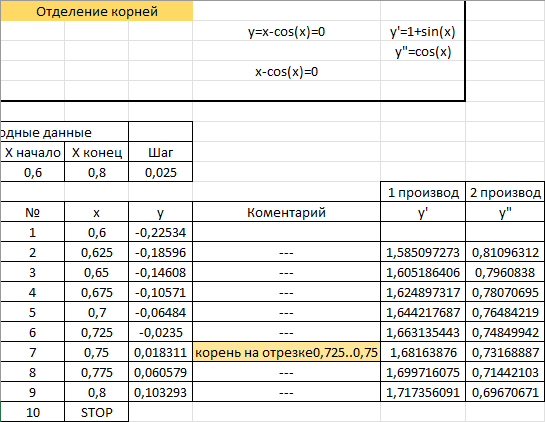 Отделение корней
y=x-cos(x)=0 y'=1+sin(x)
y"=cos(x)
x-cos(x)=0
одные данные
X начало X конец Шаг
0,6 0,8 0,025
1 производ 2 производ
№ x y Коментарий y' y"
1 0,6 -0,22534
2 0,625 -0,18596 --- 1,585097273 0,81096312
3 0,65 -0,14608 --- 1,605186406 0,7960838
4 0,675 -0,10571 --- 1,624897317 0,78070695
5 0,7 -0,06484 --- 1,644217687 0,76484219
6 0,725 -0,0235 --- 1,663135443 0,74849942
7 0,75 0,018311 корень на отрезке0,725..0,75 1,68163876 0,73168887
8 0,775 0,060579 --- 1,699716075 0,71442103
9 0,8 0,103293 --- 1,717356091 0,69670671
10 STOP